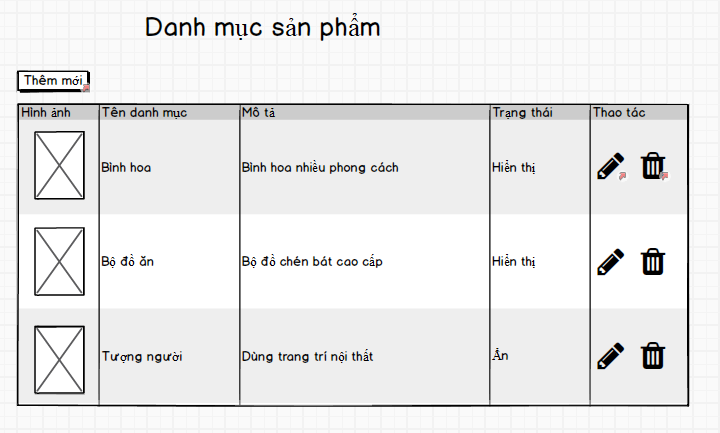 Danh mục sản phẩm
Thêm mới
Hình ảnh Tên danh mục Mô tả Trạng thái Thao tác
Bình hoa Bình hoa nhiều phong cách Hiển thị
Bộ đồ ăn Bộ đồ chén bát cao cấp Hiển thị
Tượng người Dùng trang trí nội thất Ẩn